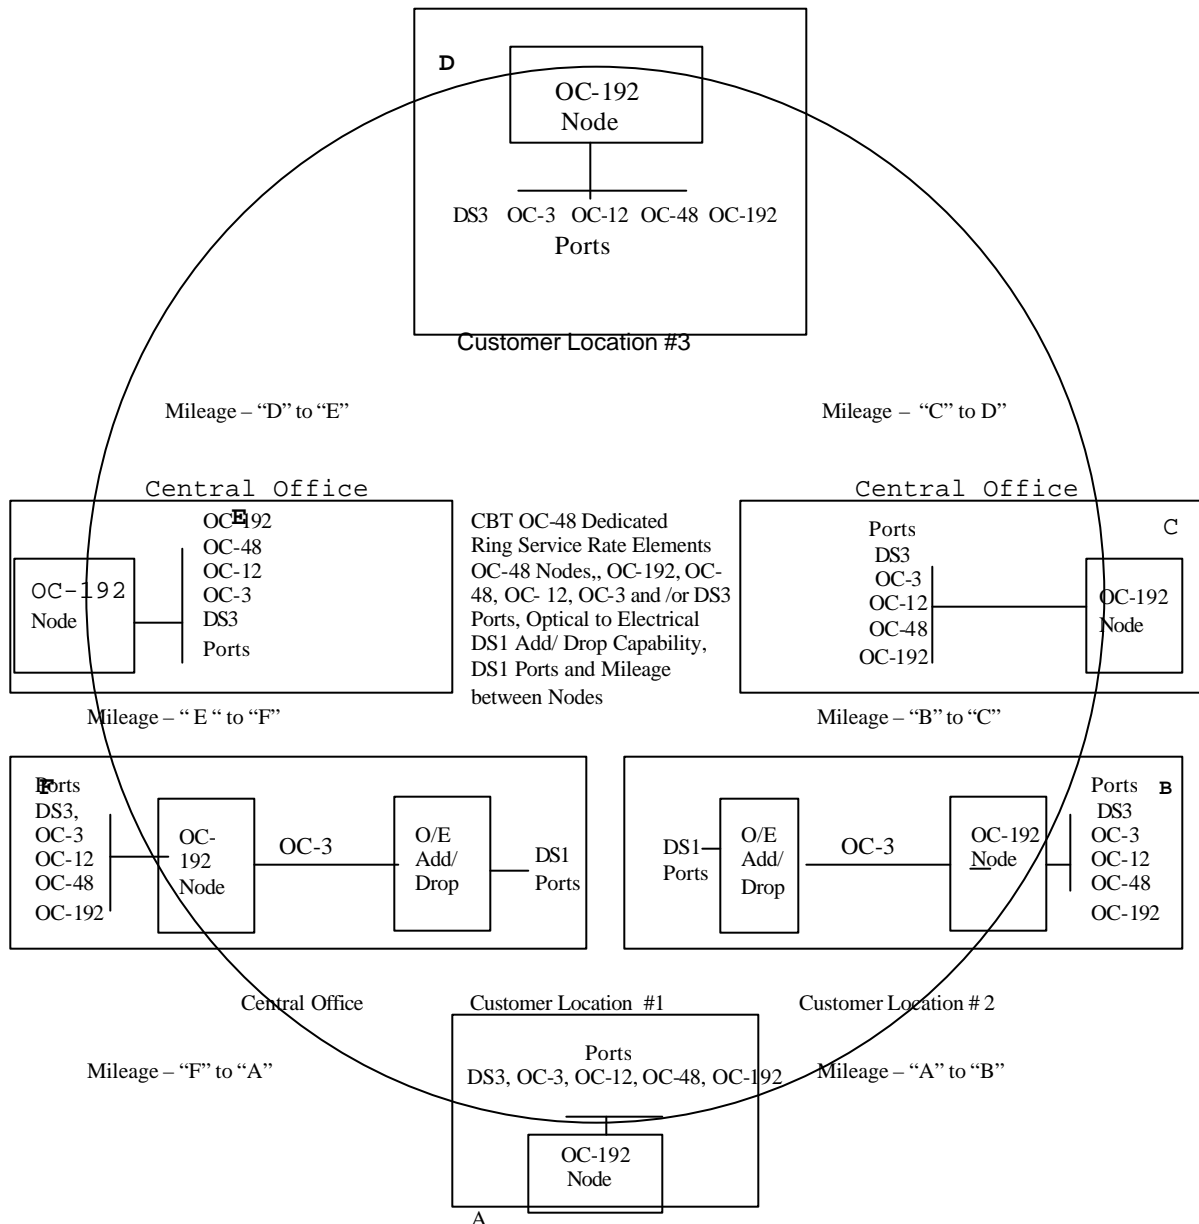 D
OC-192
Node
DS3 OC-3 OC-12 OC-48 OC-192
Ports
Customer Location #3
Mileage – “D” to “E”
Mileage – “C” to D”
Central Office
E
OC-192
OC-48
OC-12
OC-3
DS3
Ports
OC-192
Node
CBT OC-48 Dedicated
Ring Service Rate Elements
OC-48 Nodes,, OC-192, OC-
48, OC- 12, OC-3 and /or DS3
Ports, Optical to Electrical
DS1 Add/ Drop Capability,
DS1 Ports and Mileage
between Nodes
Central Office
C
Ports
DS3
OC-3
OC-12
OC-48
OC-192
OC-192
Node
Mileage – “ E “ to “F”
Mileage – “B” to “C”
F
Ports
DS3,
OC-3
OC-12
OC-48
OC-192
OC-
192
Node
OC-3
O/E
Add/
Drop
DS1
Ports
DS1
Ports
O/E
Add/
Drop
OC-3
OC-192
Node
Ports
B
DS3
OC-3
OC-12
OC-48
OC-192
Central Office
Customer Location #1
Customer Location # 2
Mileage – “F” to “A”
Ports
DS3, OC-3, OC-12, OC-48, OC-192
Mileage – “A” to “B”
OC-192
Node
A